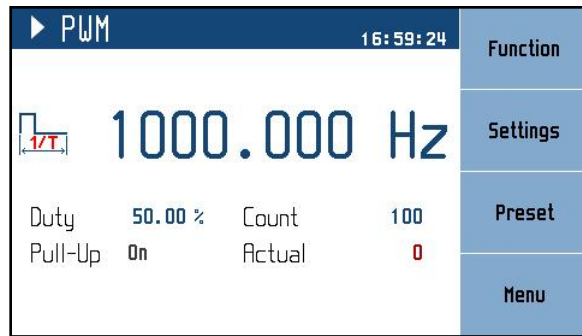 PWM 16:59:24
1/T 1000.000 Hz
Duty 50.00 % Count 100
Pull-Up On Actual 0
Function
Settings
Preset
Menu